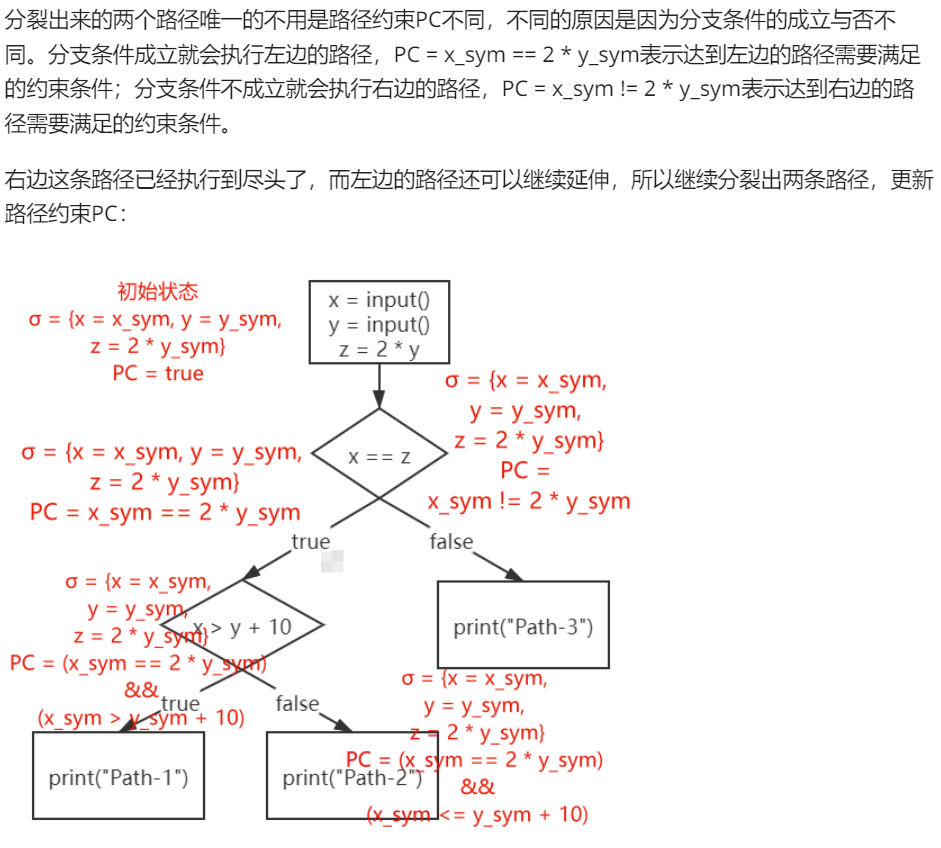 分裂出来的两个路径唯一的不用是路径约束PC不同，不同的原因是因为分支条件的成立与否不
同。分支条件成立就会执行左边的路径，PC = x_sym == 2 * y_sym表示达到左边的路径需要满足
的约束条件；分支条件不成立就会执行右边的路径，PC = x_sym != 2 * y_sym表示达到右边的路
径需要满足的约束条件。
右边这条路径已经执行到尽头了，而左边的路径还可以继续延伸，所以继续分裂出两条路径，更新
路径约束PC：
初始状态
σ = {x = x_sym, y = y_sym,
z = 2 * y_sym}
PC = true
x = input()
y = input()
z = 2 * y
σ = {x = x_sym,
y = y_sym,
z = 2 * y_sym}
PC =
x_sym != 2 * y_sym
σ = {x = x_sym, y = y_sym,
z = 2 * y_sym}
PC = x_sym == 2 * y_sym
x == z
true
false
σ = {x = x_sym,
y = y_sym,
z = 2 * y_sym}
PC = (x_sym == 2 * y_sym)
&&
(x_sym > y_sym + 10)
x > y + 10
print("Path-3")
true
false
σ = {x = x_sym,
y = y_sym,
z = 2 * y_sym}
PC = (x_sym == 2 * y_sym)
&&
(x_sym <= y_sym + 10)
print("Path-1")
print("Path-2")